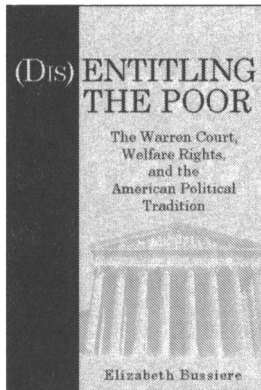 (DIS) ENTITLING
THE POOR
The Warren Court,
Welfare Rights,
and the
American Political
Tradition
Elizabeth Bussiere